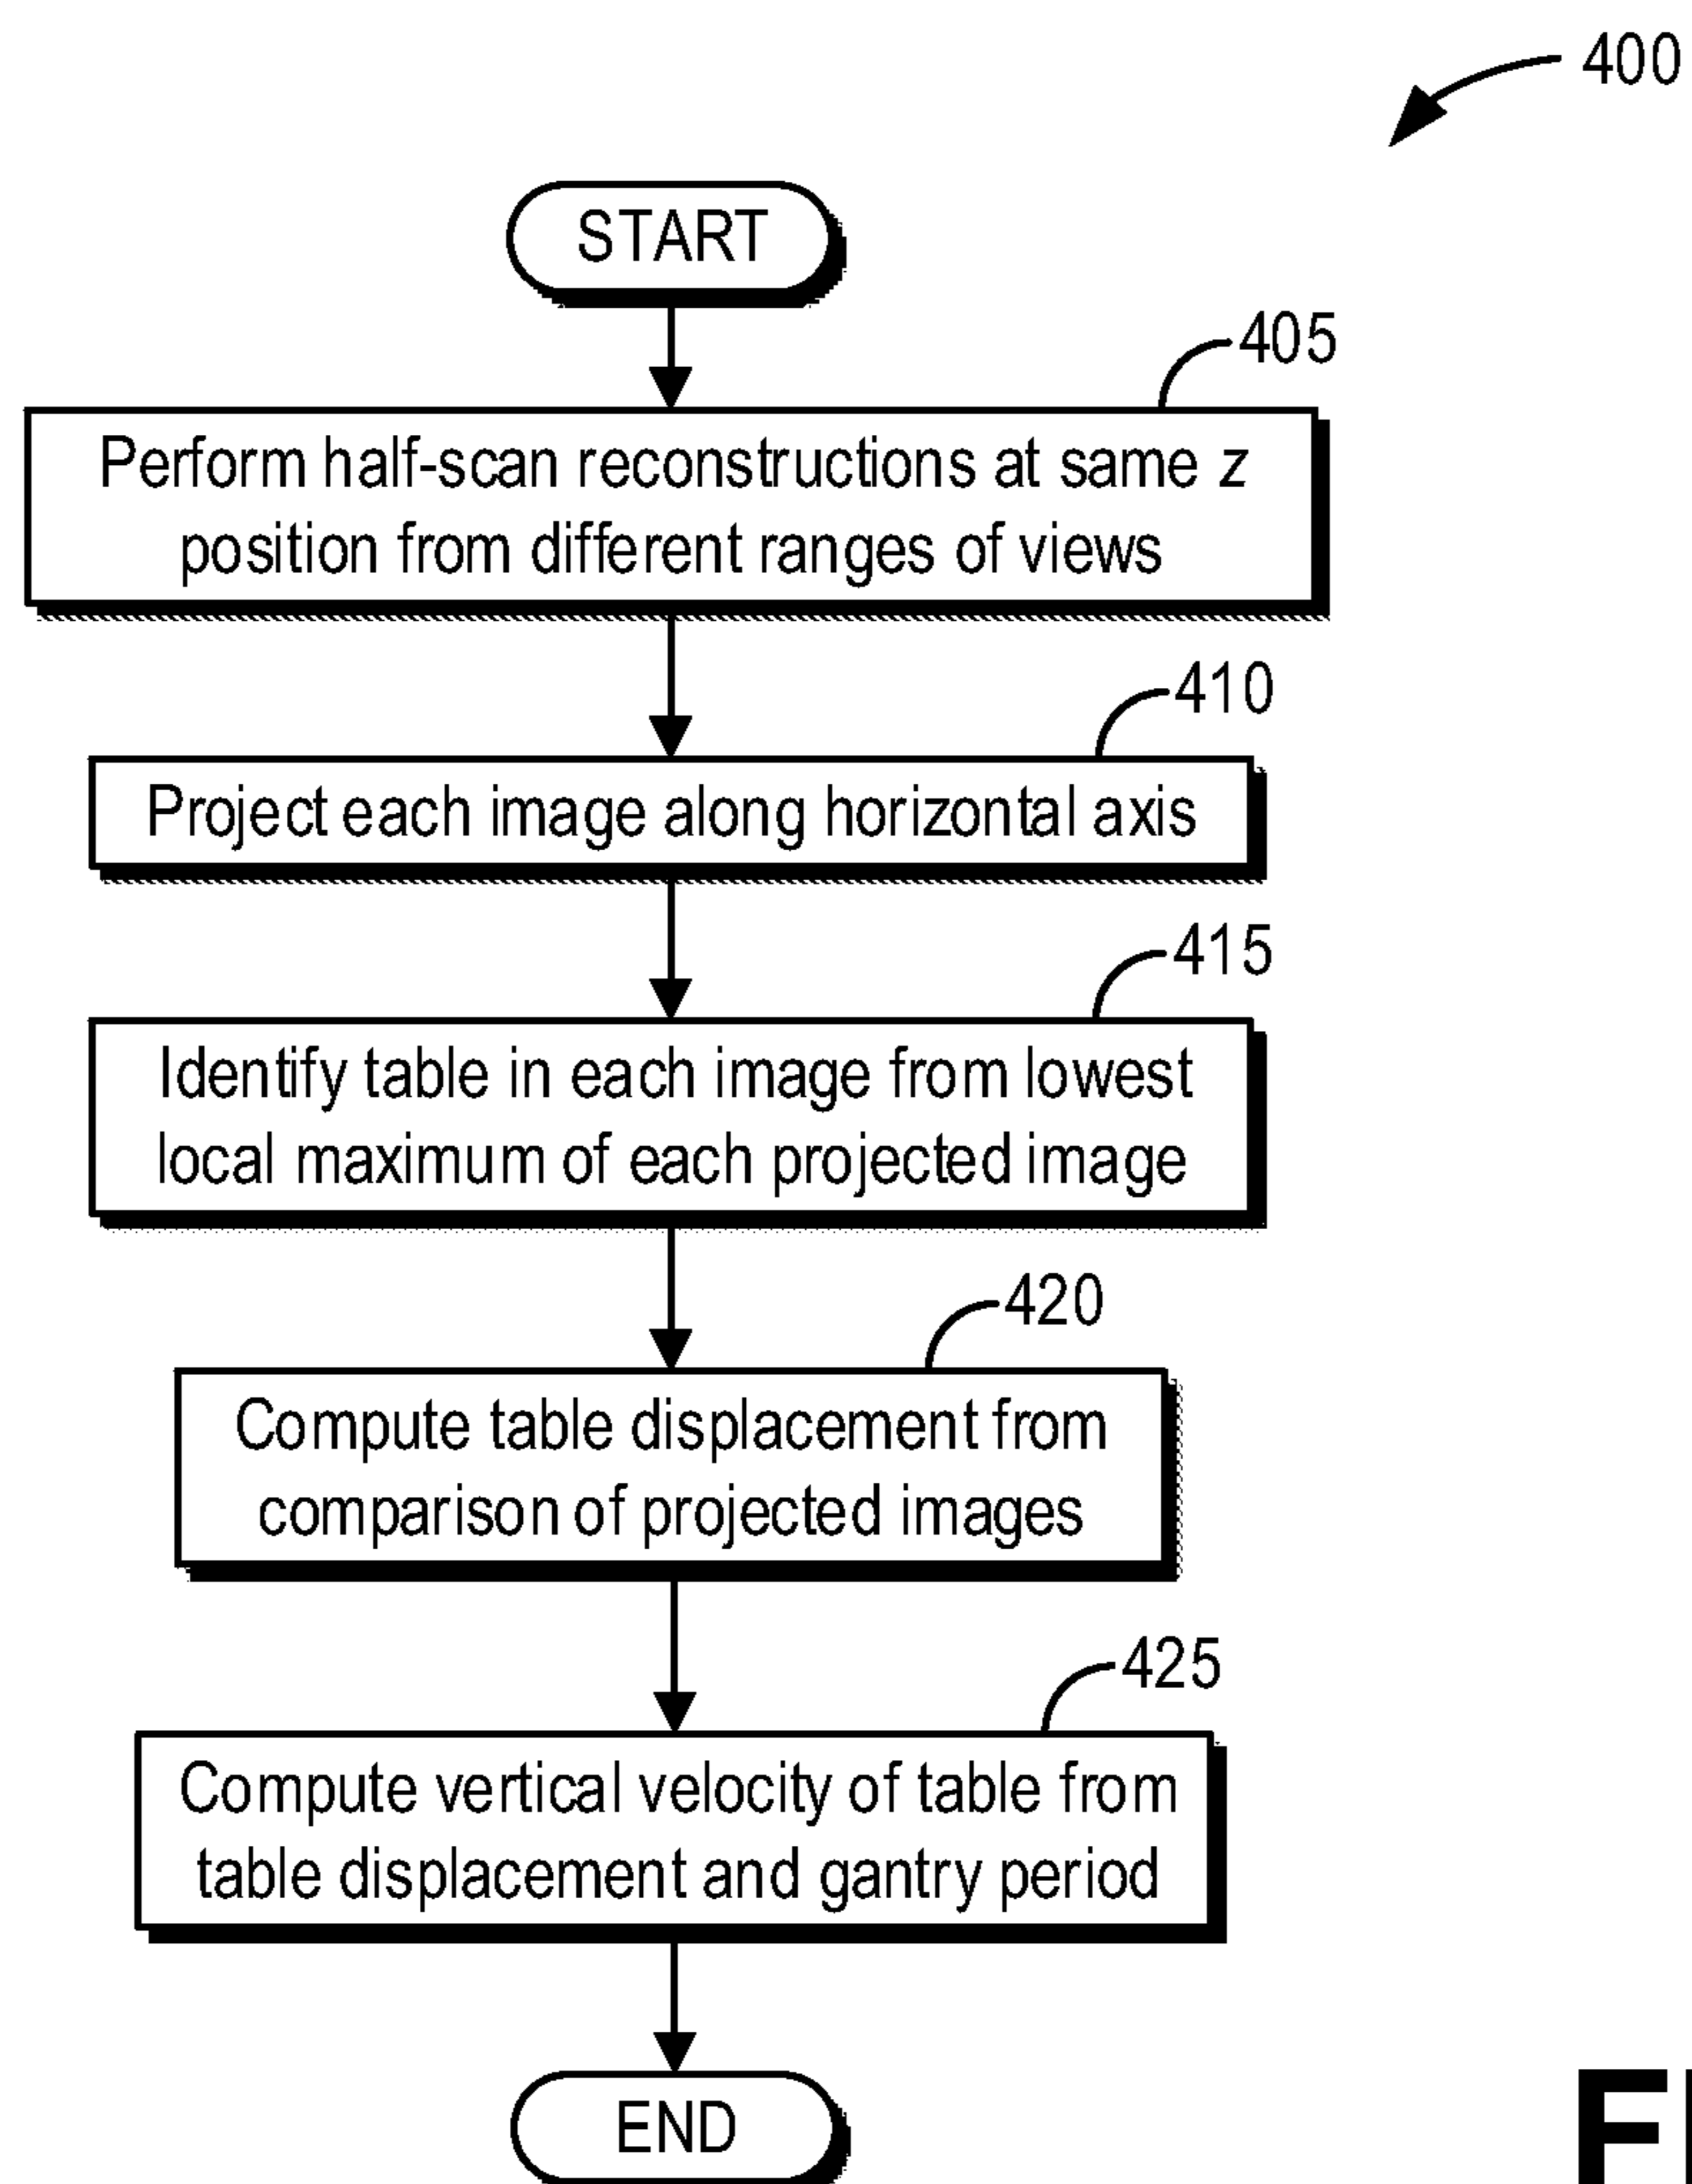 400
START
405
Perform half-scan reconstructions at same z
position from different ranges of views
410
Project each image along horizontal axis
415
Identify table in each image from lowest
local maximum of each projected image
420
Compute table displacement from
comparison of projected images
425
Compute vertical velocity of table from
table displacement and gantry period
END